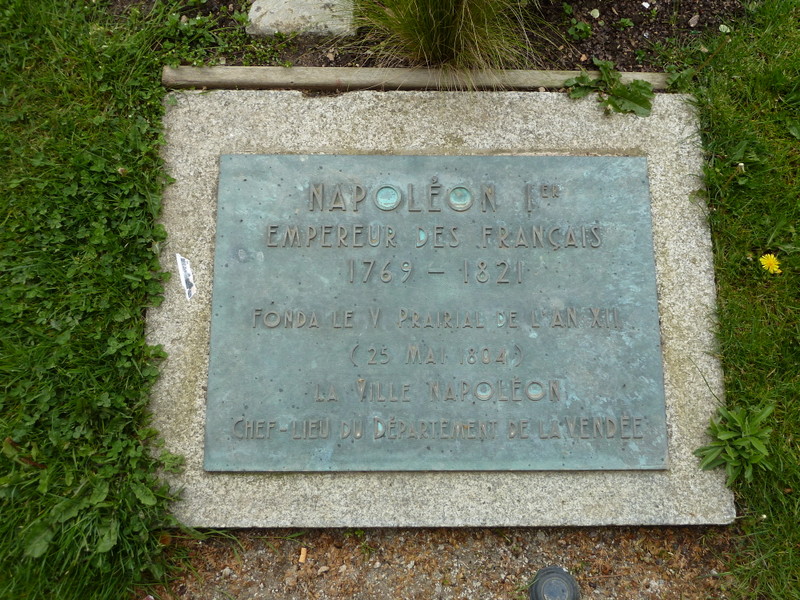 NAPOLÉON I.ER
EMPEREUR DES FRANÇAIS
1769 – 1821
FONDA LE V PRAIRIAL DE L'AN XII
(25 MAI 1804)
LA VILLE NAPOLÉON
CHEF-LIEU DU DÉPARTEMENT DE LA VENDÉE